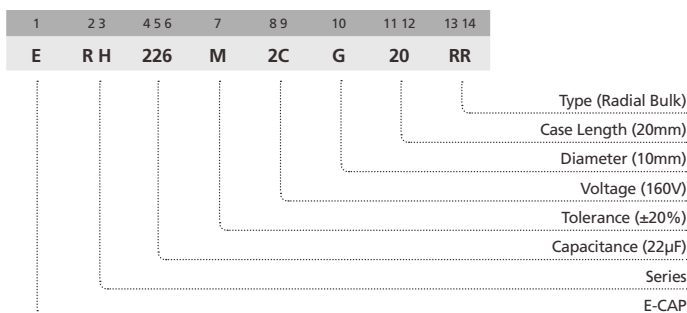 1 2 3 4 5 6 7 8 9 10 11 12 13 14
E R H 226 M 2C G 20 RR
Type (Radial Bulk)
Case Length (20mm)
Diameter (10mm)
Voltage (160V)
Tolerance (±20%)
Capacitance (22µF)
Series
E-CAP